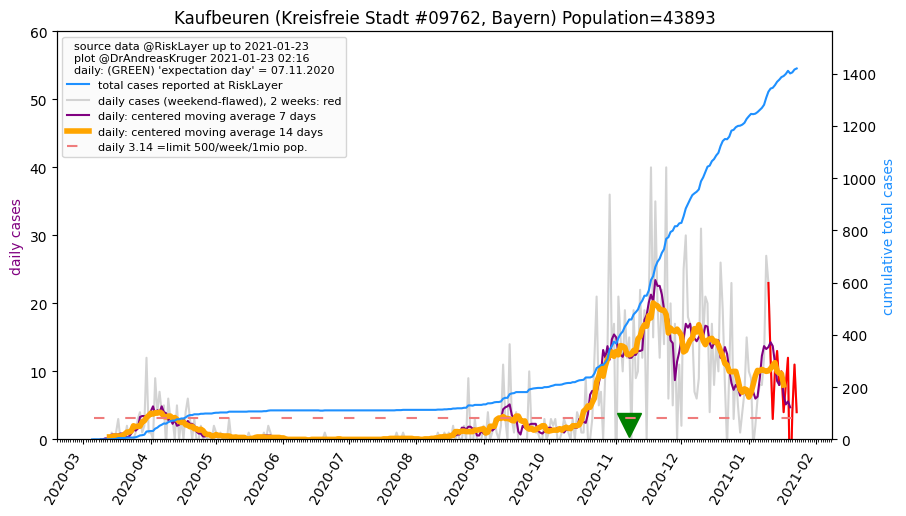 Kaufbeuren (Kreisfreie Stadt #09762, Bayern) Population=43893
source data @RiskLayer up to 2021-01-23
plot @DrAndreasKruger 2021-01-23 02:16
daily: (GREEN) 'expectation day' = 07.11.2020
total cases reported at RiskLayer
daily cases (weekend-flawed), 2 weeks: red
daily: centered moving average 7 days
daily: centered moving average 14 days
daily 3.14 =limit 500/week/1mio pop.
daily cases
60
50
40
30
20
10
0
1400
1200
1000
800
600
400
200
0
cumulative total cases
2020-03
2020-04
2020-05
2020-06
2020-07
2020-08
2020-09
2020-10
2020-11
2020-12
2021-01
2021-02